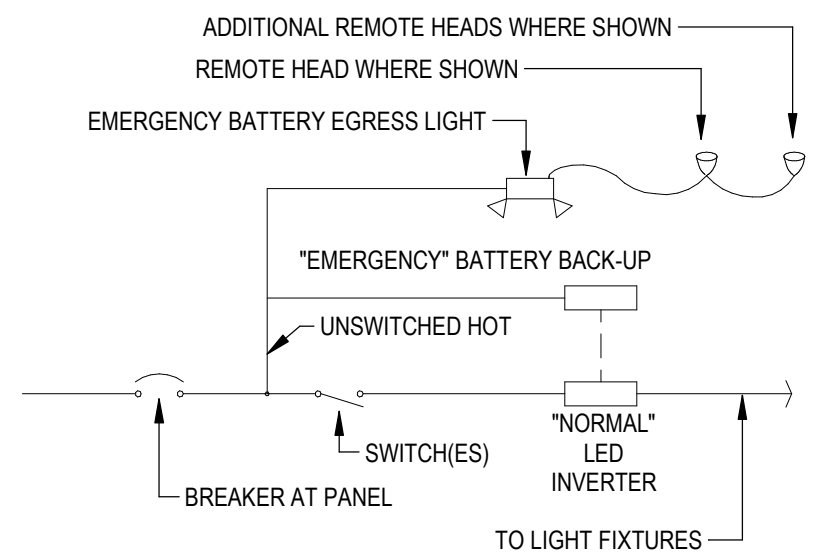 ADDITIONAL REMOTE HEADS WHERE SHOWN
REMOTE HEAD WHERE SHOWN
EMERGENCY BATTERY EGRESS LIGHT
"EMERGENCY" BATTERY BACK-UP
UNSWITCHED HOT
"NORMAL"
LED
INVERTER
SWITCH(ES)
BREAKER AT PANEL
TO LIGHT FIXTURES